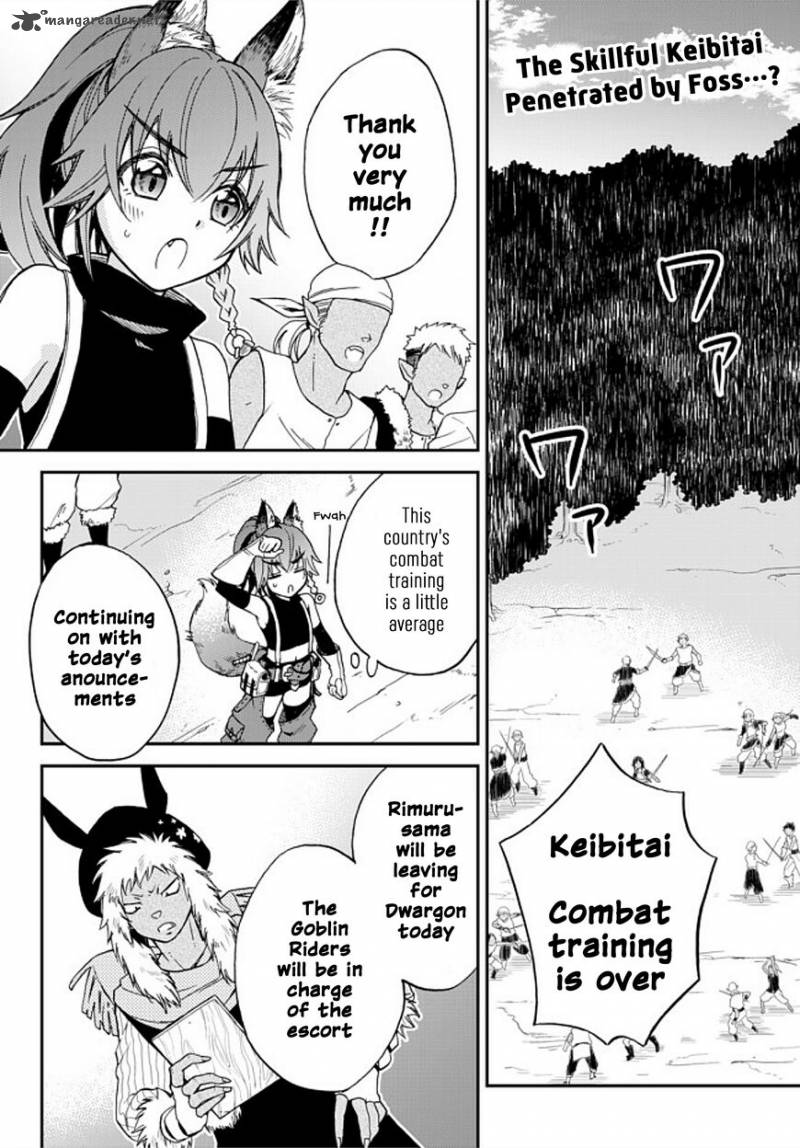 mangareader.net
The Skillful Keibitai
Penetrated by Foss...?
ワァ
ワァ
Keibitai
Combat
training
is over
Thank
you
very
much
!!
This
country's
combat
training
is a little
average
Fwah
Continuing
on with
today's
anounce-
ments
Rimuru-
sama will
be
leaving
for
Dwargon
today
The
Goblin
Riders
will be in
charge
of the
escort